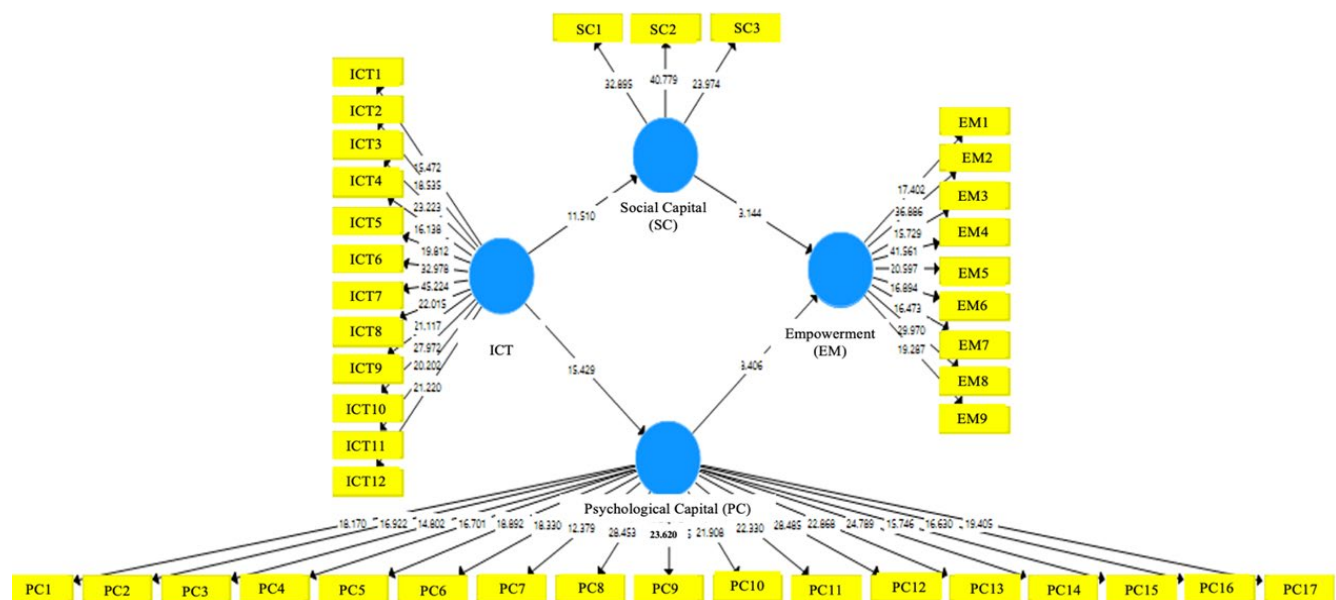 SC1
SC2
SC3
32.895
40.779
23.974
ICT1
ICT2
ICT3
ICT4
ICT5
ICT6
ICT7
ICT8
ICT9
ICT10
ICT11
ICT12
15.472
18.535
23.223
16.138
19.812
32.978
45.224
22.015
21.117
27.972
20.202
21.220
ICT
11.510
15.429
Social Capital
(SC)
3.144
Empowerment
(EM)
EM1
EM2
EM3
EM4
EM5
EM6
EM7
EM8
EM9
17.402
36.886
15.729
41.561
20.597
16.894
16.473
29.970
19.287
Psychological Capital (PC)
18.170
16.922
14.802
16.701
18.892
18.330
12.379
28.453
23.620
21.908
22.330
28.485
22.868
24.789
15.746
16.630
19.405
PC1
PC2
PC3
PC4
PC5
PC6
PC7
PC8
PC9
PC10
PC11
PC12
PC13
PC14
PC15
PC16
PC17